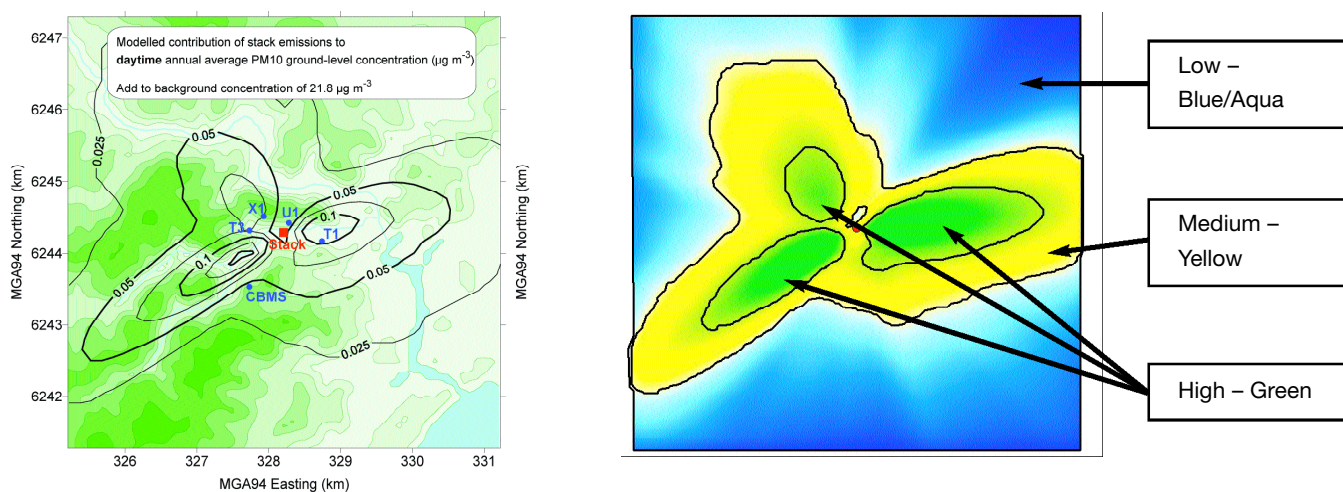 Modelled contribution of stack emissions to
daytime annual average PM10 ground-level concentration (µg m⁻³)
Add to background concentration of 21.8 µg m⁻³
6247
6246
6245
6244
6243
6242
MGA94 Northing (km)
MGA94 Northing (km)
326
327
328
329
330
331
MGA94 Easting (km)
0.025
0.05
0.05
0.1
0.1
0.05
0.05
0.025
X1
U1
T3
T1
Stack
CBMS
Low –
Blue/Aqua
Medium –
Yellow
High – Green